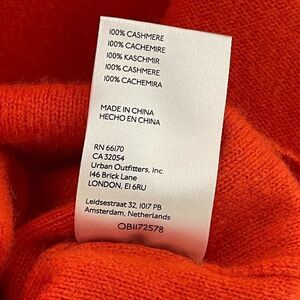 100% CASHMERE
100% CACHEMIRE
100% KASCHMIR
100% CASHMERE
100% CACHEMIRA
MADE IN CHINA
HECHO EN CHINA
RN 66170
CA 32054
Urban Outfitters, Inc.
146 Brick Lane
LONDON, E1 6RU
Leidsestraat 32, 1017 PB
Amsterdam, Netherlands
OB1172578